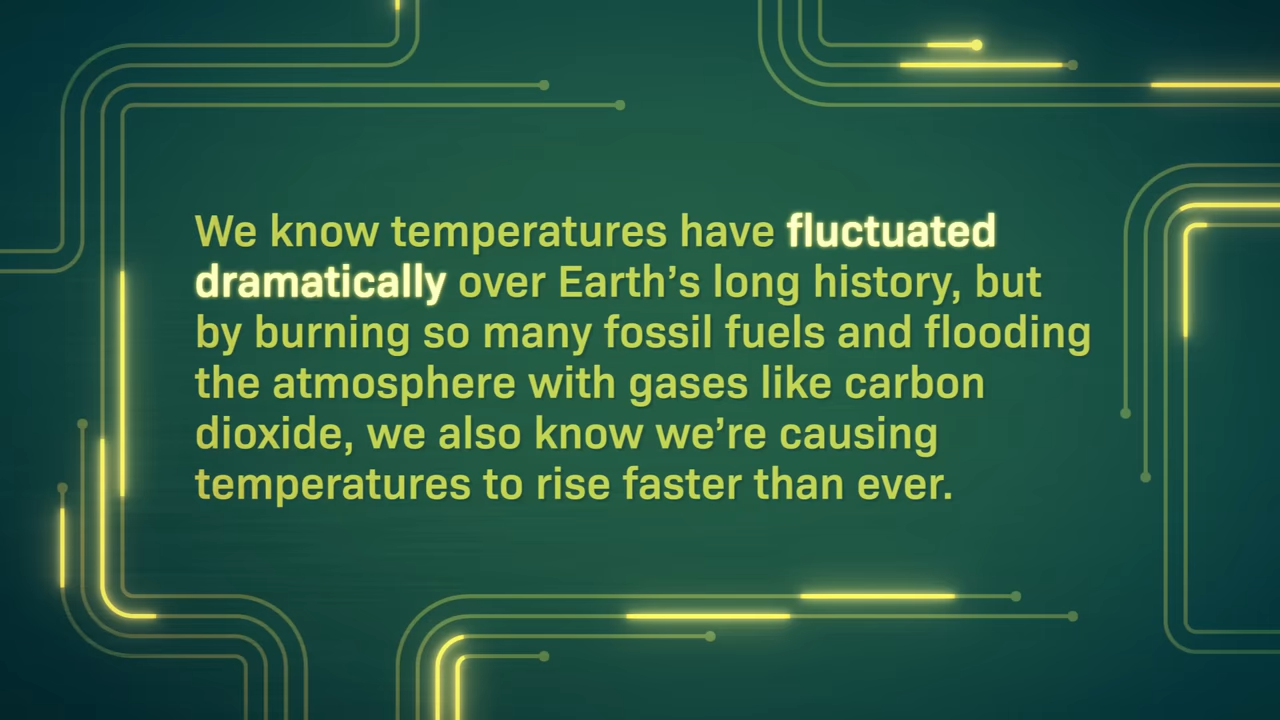 We know temperatures have fluctuated
dramatically over Earth’s long history, but
by burning so many fossil fuels and flooding
the atmosphere with gases like carbon
dioxide, we also know we’re causing
temperatures to rise faster than ever.